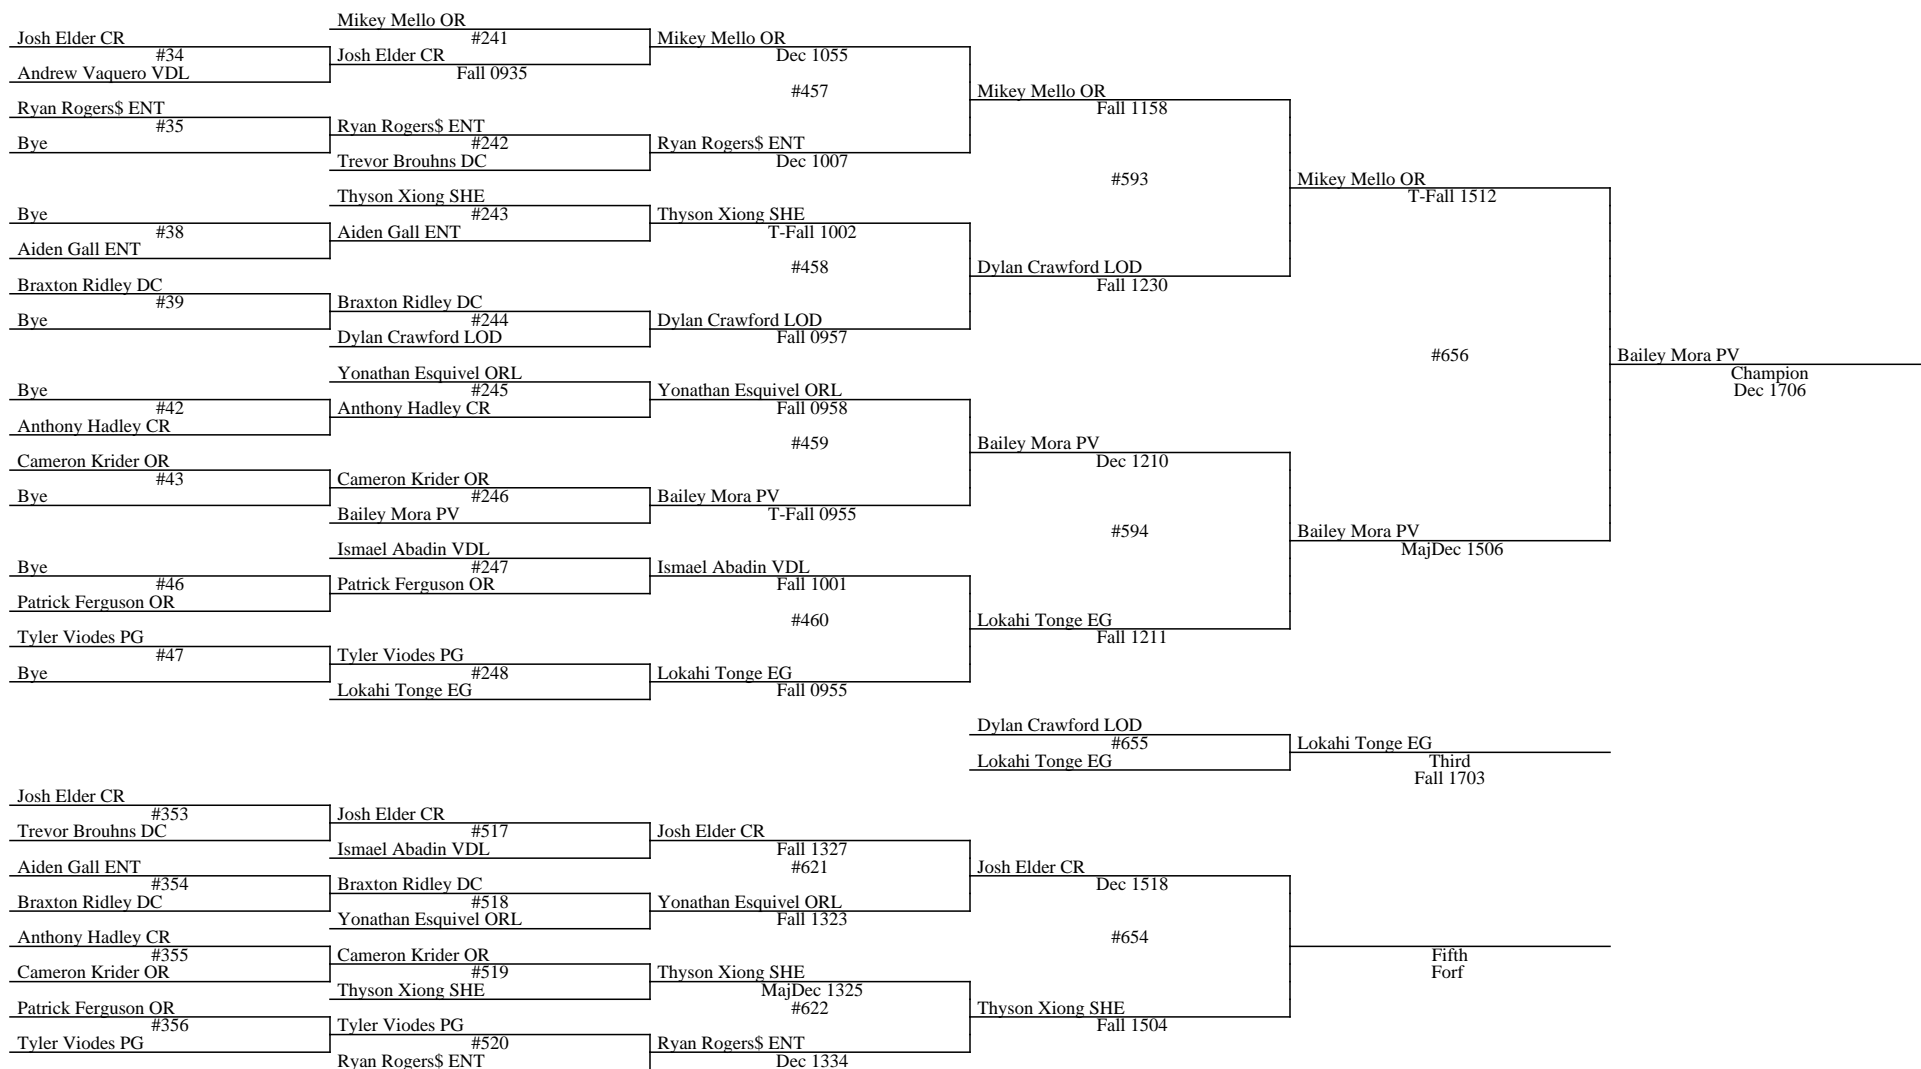 Mikey Mello OR
Josh Elder CR
#241
Mikey Mello OR
#34
Josh Elder CR
Dec 1055
Andrew Vaquero VDL
Fall 0935
#457
Mikey Mello OR
Ryan Rogers$ ENT
Fall 1158
#35
Ryan Rogers$ ENT
Bye
#242
Ryan Rogers$ ENT
Trevor Brouhns DC
Dec 1007
#593
Mikey Mello OR
Thyson Xiong SHE
T-Fall 1512
Bye
#243
Thyson Xiong SHE
#38
Aiden Gall ENT
T-Fall 1002
Aiden Gall ENT
#458
Dylan Crawford LOD
Braxton Ridley DC
Fall 1230
#39
Braxton Ridley DC
Bye
#244
Dylan Crawford LOD
Dylan Crawford LOD
Fall 0957
#656
Bailey Mora PV
Yonathan Esquivel ORL
Champion
Bye
#245
Yonathan Esquivel ORL
Dec 1706
#42
Anthony Hadley CR
Fall 0958
Anthony Hadley CR
#459
Bailey Mora PV
Cameron Krider OR
Dec 1210
#43
Cameron Krider OR
Bye
#246
Bailey Mora PV
Bailey Mora PV
T-Fall 0955
#594
Bailey Mora PV
Ismael Abadin VDL
MajDec 1506
Bye
#247
Ismael Abadin VDL
#46
Patrick Ferguson OR
Fall 1001
Patrick Ferguson OR
#460
Lokahi Tonge EG
Tyler Viodes PG
Fall 1211
#47
Tyler Viodes PG
Bye
#248
Lokahi Tonge EG
Lokahi Tonge EG
Fall 0955
Dylan Crawford LOD
#655
Lokahi Tonge EG
Lokahi Tonge EG
Third
Fall 1703
Josh Elder CR
#353
Josh Elder CR
Trevor Brouhns DC
#517
Josh Elder CR
Ismael Abadin VDL
Fall 1327
Aiden Gall ENT
#621
Josh Elder CR
#354
Braxton Ridley DC
Dec 1518
Braxton Ridley DC
#518
Yonathan Esquivel ORL
Yonathan Esquivel ORL
Fall 1323
Anthony Hadley CR
#654
#355
Cameron Krider OR
Fifth
Cameron Krider OR
#519
Thyson Xiong SHE
Forf
Thyson Xiong SHE
MajDec 1325
Patrick Ferguson OR
#622
Thyson Xiong SHE
#356
Tyler Viodes PG
Fall 1504
Tyler Viodes PG
#520
Ryan Rogers$ ENT
Ryan Rogers$ ENT
Dec 1334